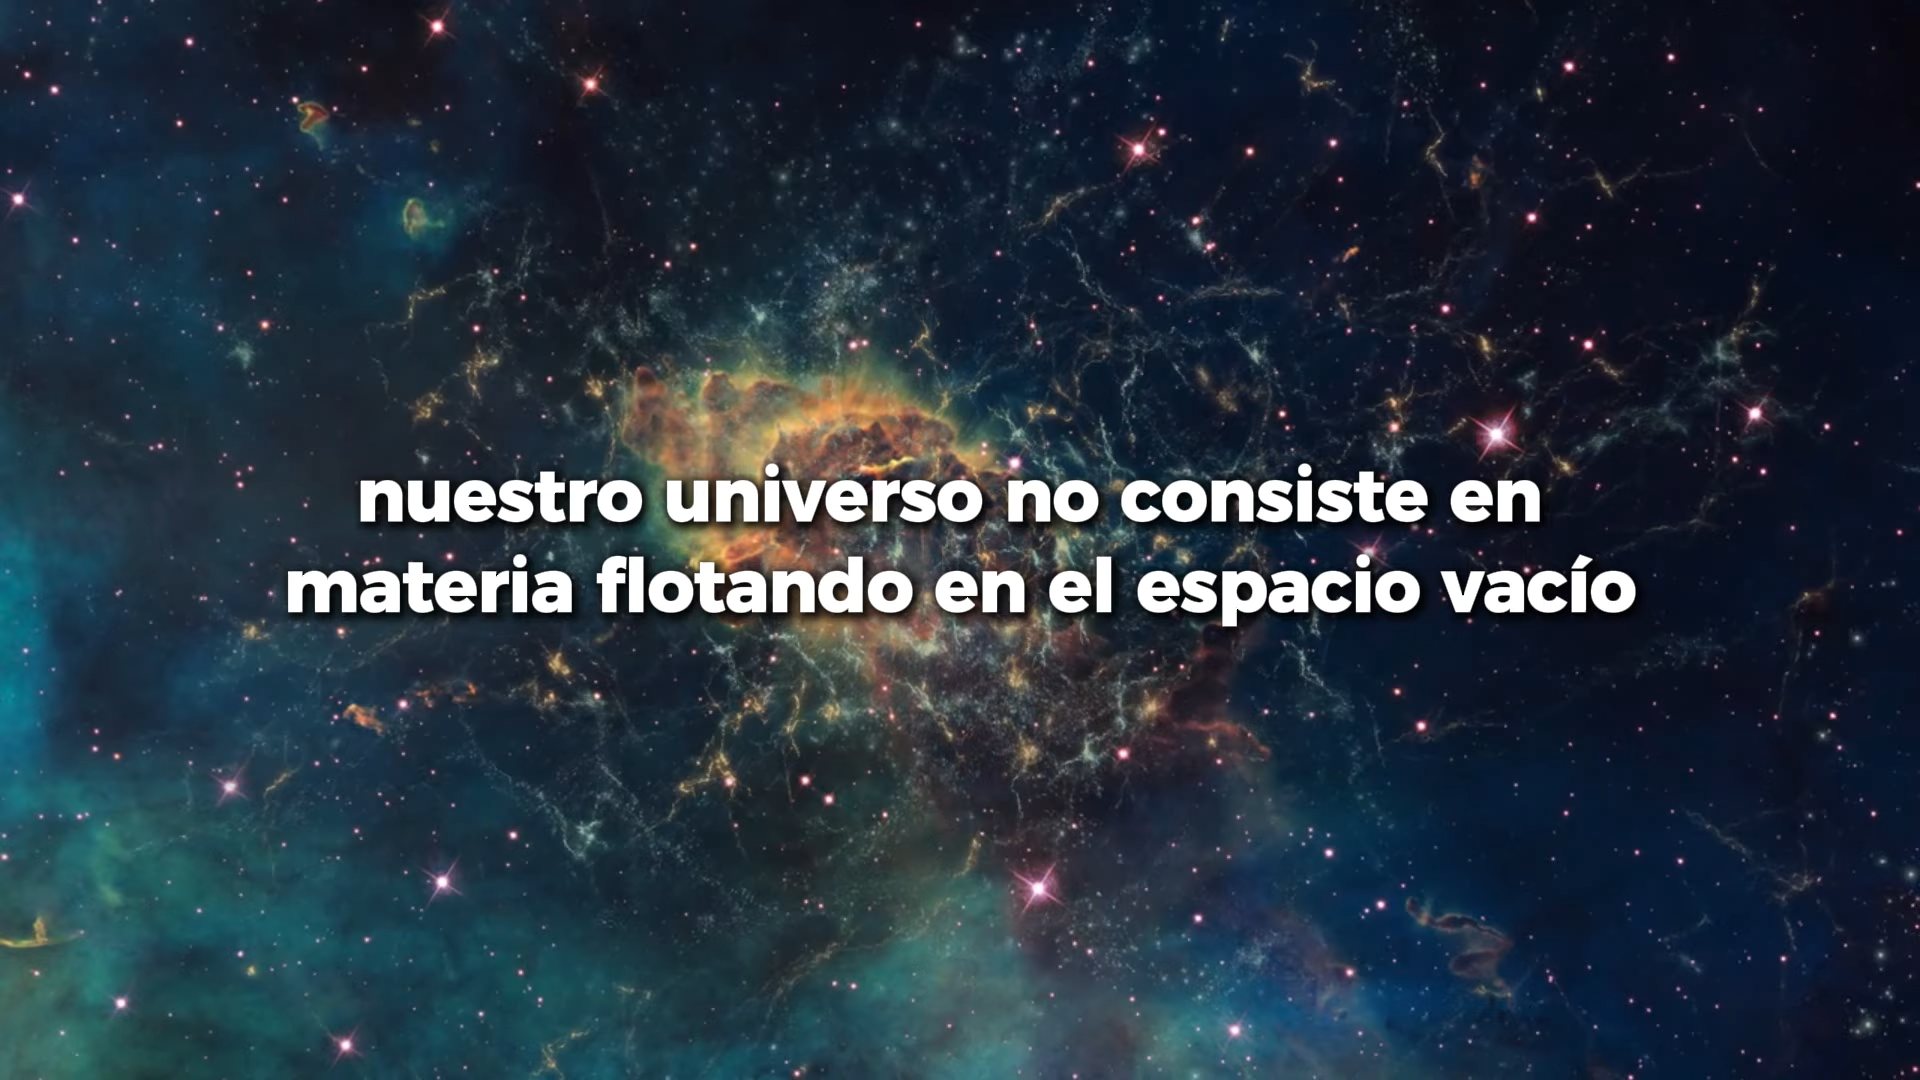 nuestro universo no consiste en
materia flotando en el espacio vacío